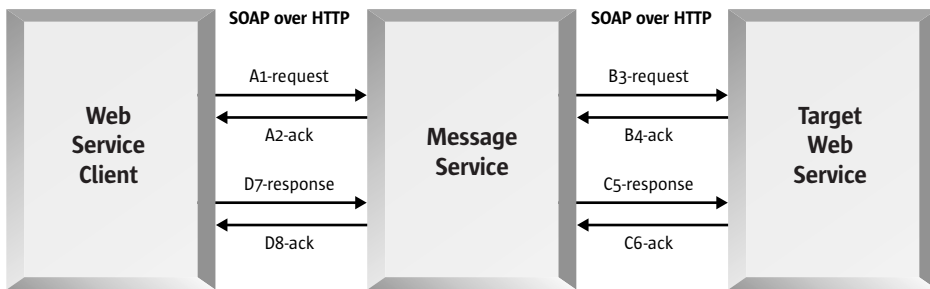 SOAP over HTTP
SOAP over HTTP
A1-request
B3-request
A2-ack
B4-ack
Web
Service
Client
Message
Service
Target
Web
Service
D7-response
C5-response
D8-ack
C6-ack